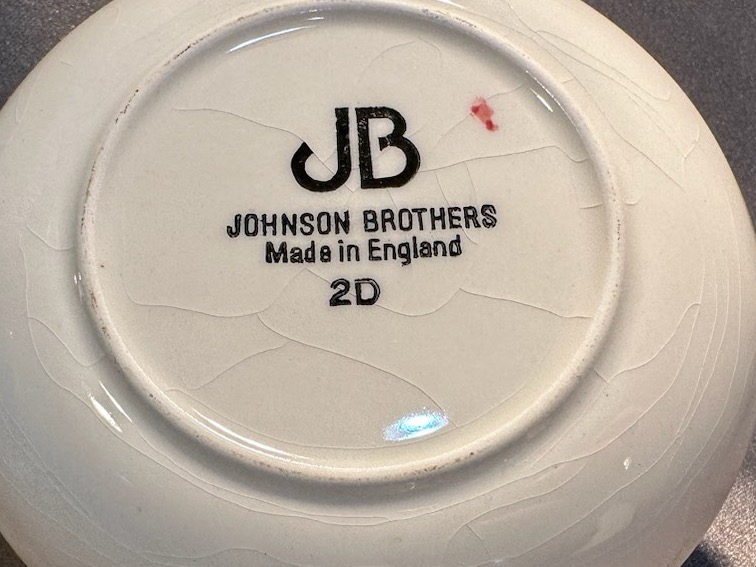 JB
JOHNSON BROTHERS
Made in England
2D